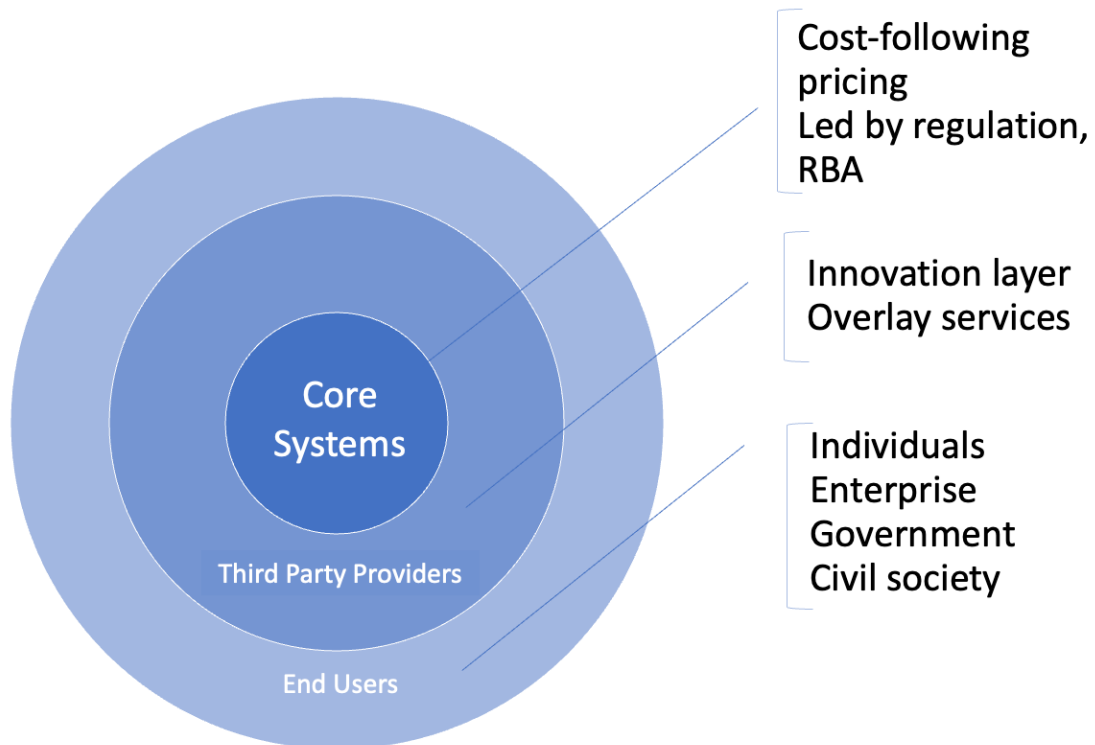 Cost-following
pricing
Led by regulation,
RBA
Innovation layer
Overlay services
Core
Systems
Individuals
Enterprise
Government
Civil society
Third Party Providers
End Users